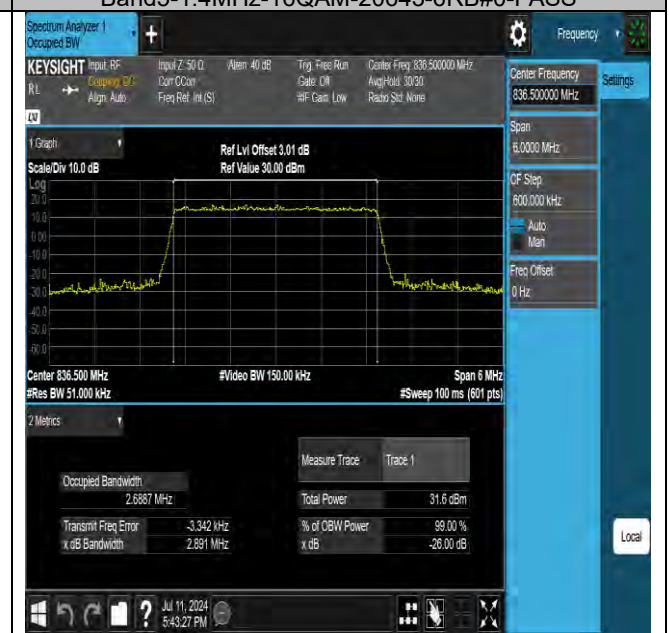 Band5-1.4MHz-16QAM-20643-6RB#0-PASS
Spectrum Analyzer 1
Occupied BW
+
Frequency
KEYSIGHT
Input: RF
Coupling: DC
Align: Auto
RL
Input Z: 50 Ω
Corr CCorr
Freq Ref: Int (S)
Atten: 40 dB
Trig: Free Run
Gate: Off
#IF Gain: Low
Center Freq: 836.500000 MHz
Avg|Hold: 30/30
Radio Std: None
LXI
Center Frequency
836.500000 MHz
Settings
Span
6.0000 MHz
CF Step
600.000 kHz
Auto
Man
Freq Offset
0 Hz
1 Graph
Ref Lvl Offset 3.01 dB
Scale/Div 10.0 dB
Ref Value 30.00 dBm
Log
20.0
10.0
0.00
-10.0
-20.0
-30.0
-40.0
-50.0
-60.0
Center 836.500 MHz
#Video BW 150.00 kHz
Span 6 MHz
#Res BW 51.000 kHz
#Sweep 100 ms (601 pts)
2 Metrics
Measure Trace
Trace 1
Occupied Bandwidth
2.6887 MHz
Total Power
31.6 dBm
Transmit Freq Error
-3.342 kHz
% of OBW Power
99.00 %
x dB Bandwidth
2.891 MHz
x dB
-26.00 dB
Local
?
Jul 11, 2024
5:43:27 PM